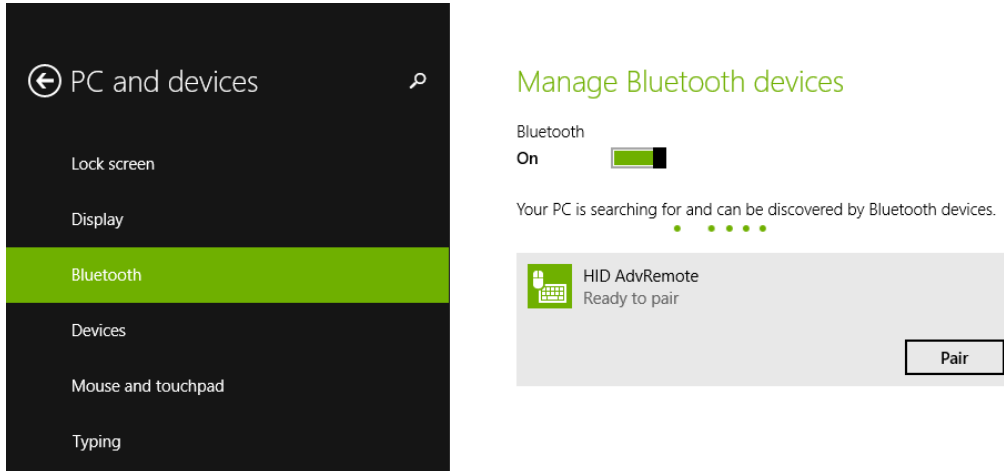 PC and devices
Lock screen
Display
Bluetooth
Devices
Mouse and touchpad
Typing
Manage Bluetooth devices
Bluetooth
On
Your PC is searching for and can be discovered by Bluetooth devices.
HID AdvRemote
Ready to pair
Pair